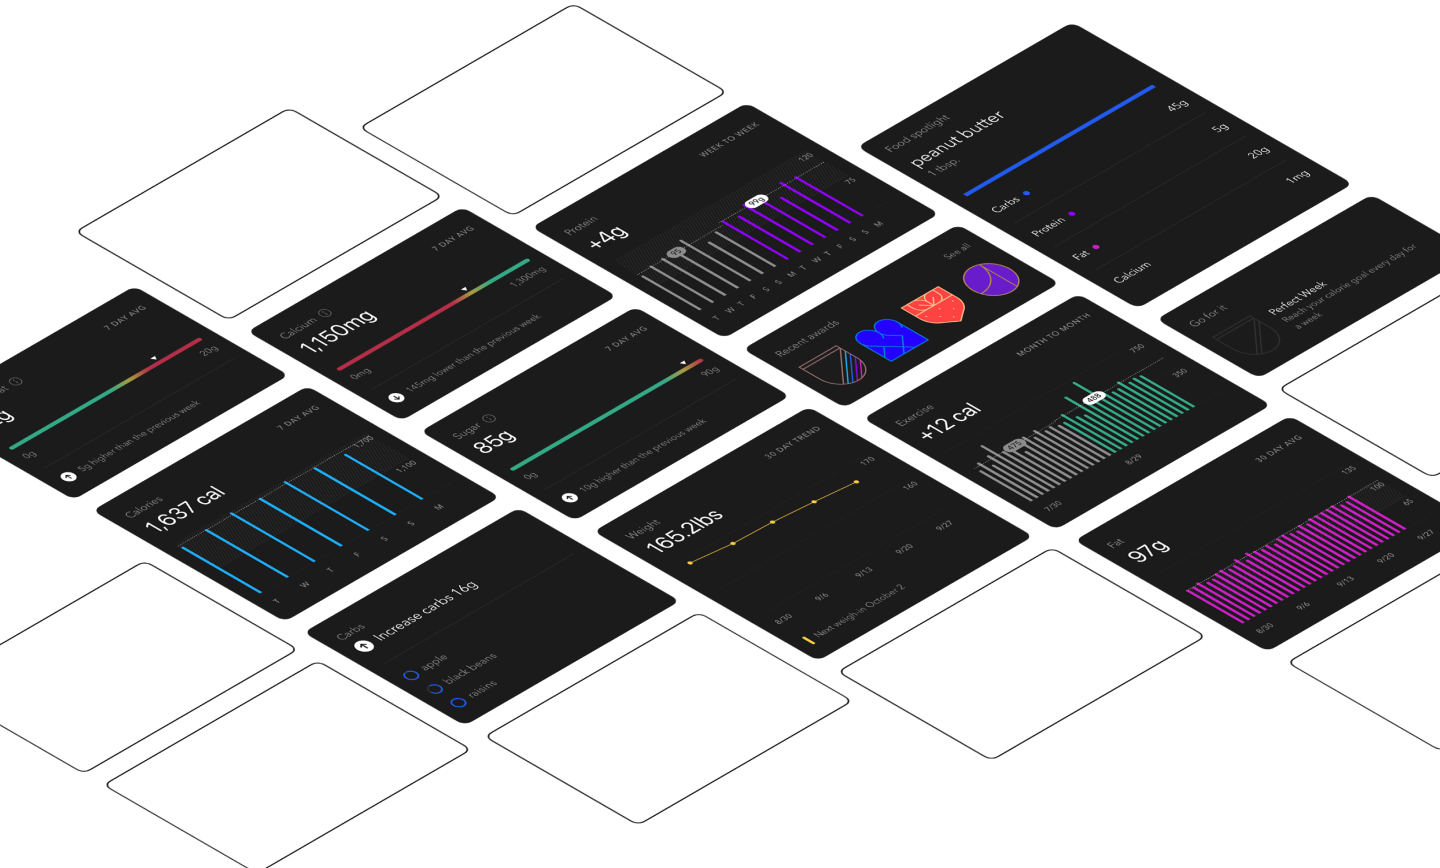 Food spotlight
peanut butter
1 tbsp.
Carbs
45g
Protein
5g
Fat
20g
Calcium
1mg
WEEK TO WEEK
Protein
+4g
120
75
99g
95
T W T F S S M T W T F S S M
7 DAY AVG
Calcium
1,150mg
0mg
1,300mg
145mg lower than the previous week
See all
Recent awards
Go for it
Perfect Week
Reach your calorie goal every day for
a week
7 DAY AVG
0g
20g
5g higher than the previous week
7 DAY AVG
Sugar
85g
0g
90g
10g higher than the previous week
MONTH TO MONTH
Exercise
+12 cal
750
350
488
475
7/30
8/29
7 DAY AVG
Calories
1,637 cal
1,700
1,100
T W T F S S M
30 DAY TREND
Weight
165.2lbs
170
140
8/30 9/6 9/13 9/20 9/27
Next weigh-in October 2
30 DAY AVG
Fat
97g
135
100
65
8/30 9/6 9/13 9/20 9/27
Carbs
Increase carbs 16g
apple
black beans
raisins